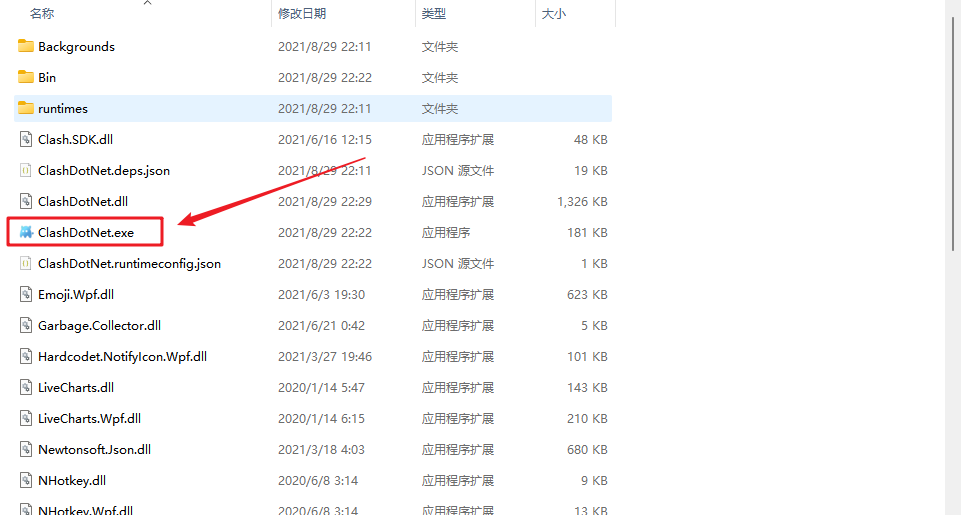 名称 修改日期 类型 大小
Backgrounds 2021/8/29 22:11 文件夹
Bin 2021/8/29 22:22 文件夹
runtimes 2021/8/29 22:11 文件夹
Clash.SDK.dll 2021/6/16 12:15 应用程序扩展 48 KB
ClashDotNet.deps.json 2021/8/29 22:11 JSON 源文件 19 KB
ClashDotNet.dll 2021/8/29 22:29 应用程序扩展 1,326 KB
ClashDotNet.exe 2021/8/29 22:22 应用程序 181 KB
ClashDotNet.runtimeconfig.json 2021/8/29 22:22 JSON 源文件 1 KB
Emoji.Wpf.dll 2021/6/3 19:30 应用程序扩展 623 KB
Garbage.Collector.dll 2021/6/21 0:42 应用程序扩展 5 KB
Hardcodet.NotifyIcon.Wpf.dll 2021/3/27 19:46 应用程序扩展 101 KB
LiveCharts.dll 2020/1/14 5:47 应用程序扩展 143 KB
LiveCharts.Wpf.dll 2020/1/14 6:15 应用程序扩展 210 KB
Newtonsoft.Json.dll 2021/3/18 4:03 应用程序扩展 680 KB
NHotkey.dll 2020/6/8 3:14 应用程序扩展 9 KB
NHotkey.Wpf.dll 2020/6/8 3:14 应用程序扩展 13 KB